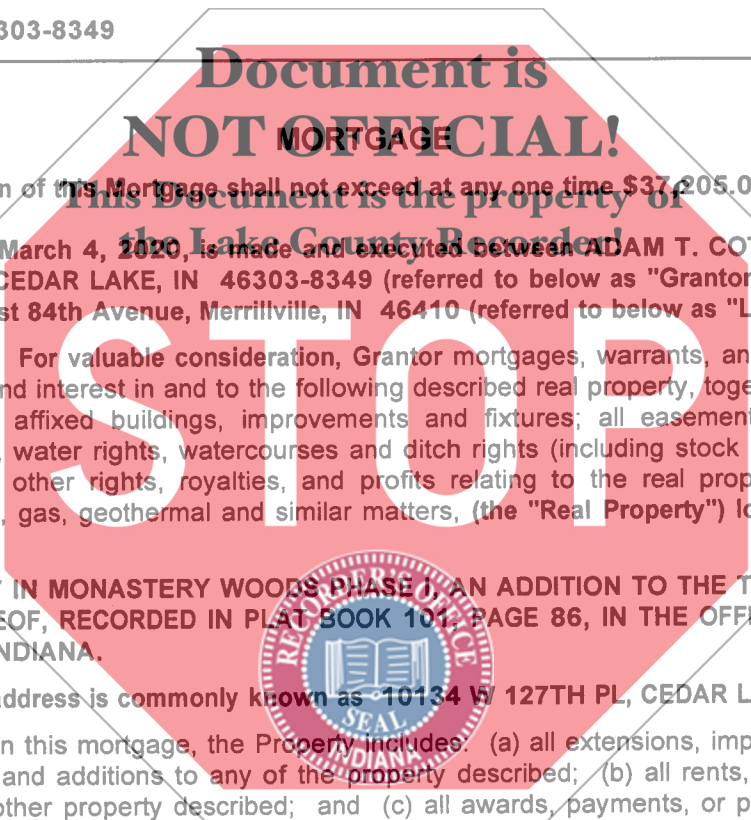 303-8349
Document is
NOT OFFICIAL!
MORTGAGE
This Document is the property of
the Lake County Recorder!
n of this Mortgage shall not exceed at any one time $37,205.0
March 4, 2020, is made and executed between ADAM T. COT
CEDAR LAKE, IN 46303-8349 (referred to below as "Grantor
st 84th Avenue, Merrillville, IN 46410 (referred to below as "L
STOP
For valuable consideration, Grantor mortgages, warrants, an
nd interest in and to the following described real property, toge
affixed buildings, improvements and fixtures; all easement
, water rights, watercourses and ditch rights (including stock
other rights, royalties, and profits relating to the real prop
, gas, geothermal and similar matters, (the "Real Property") lo
Y IN MONASTERY WOODS PHASE I, AN ADDITION TO THE T
EOF, RECORDED IN PLAT BOOK 101, PAGE 86, IN THE OFFI
NDIANA.
RECORDER'S OFFICE
SEAL
INDIANA
address is commonly known as 10134 W 127TH PL, CEDAR L
n this mortgage, the Property includes: (a) all extensions, imp
and additions to any of the property described; (b) all rents,
other property described; and (c) all awards, payments, or p